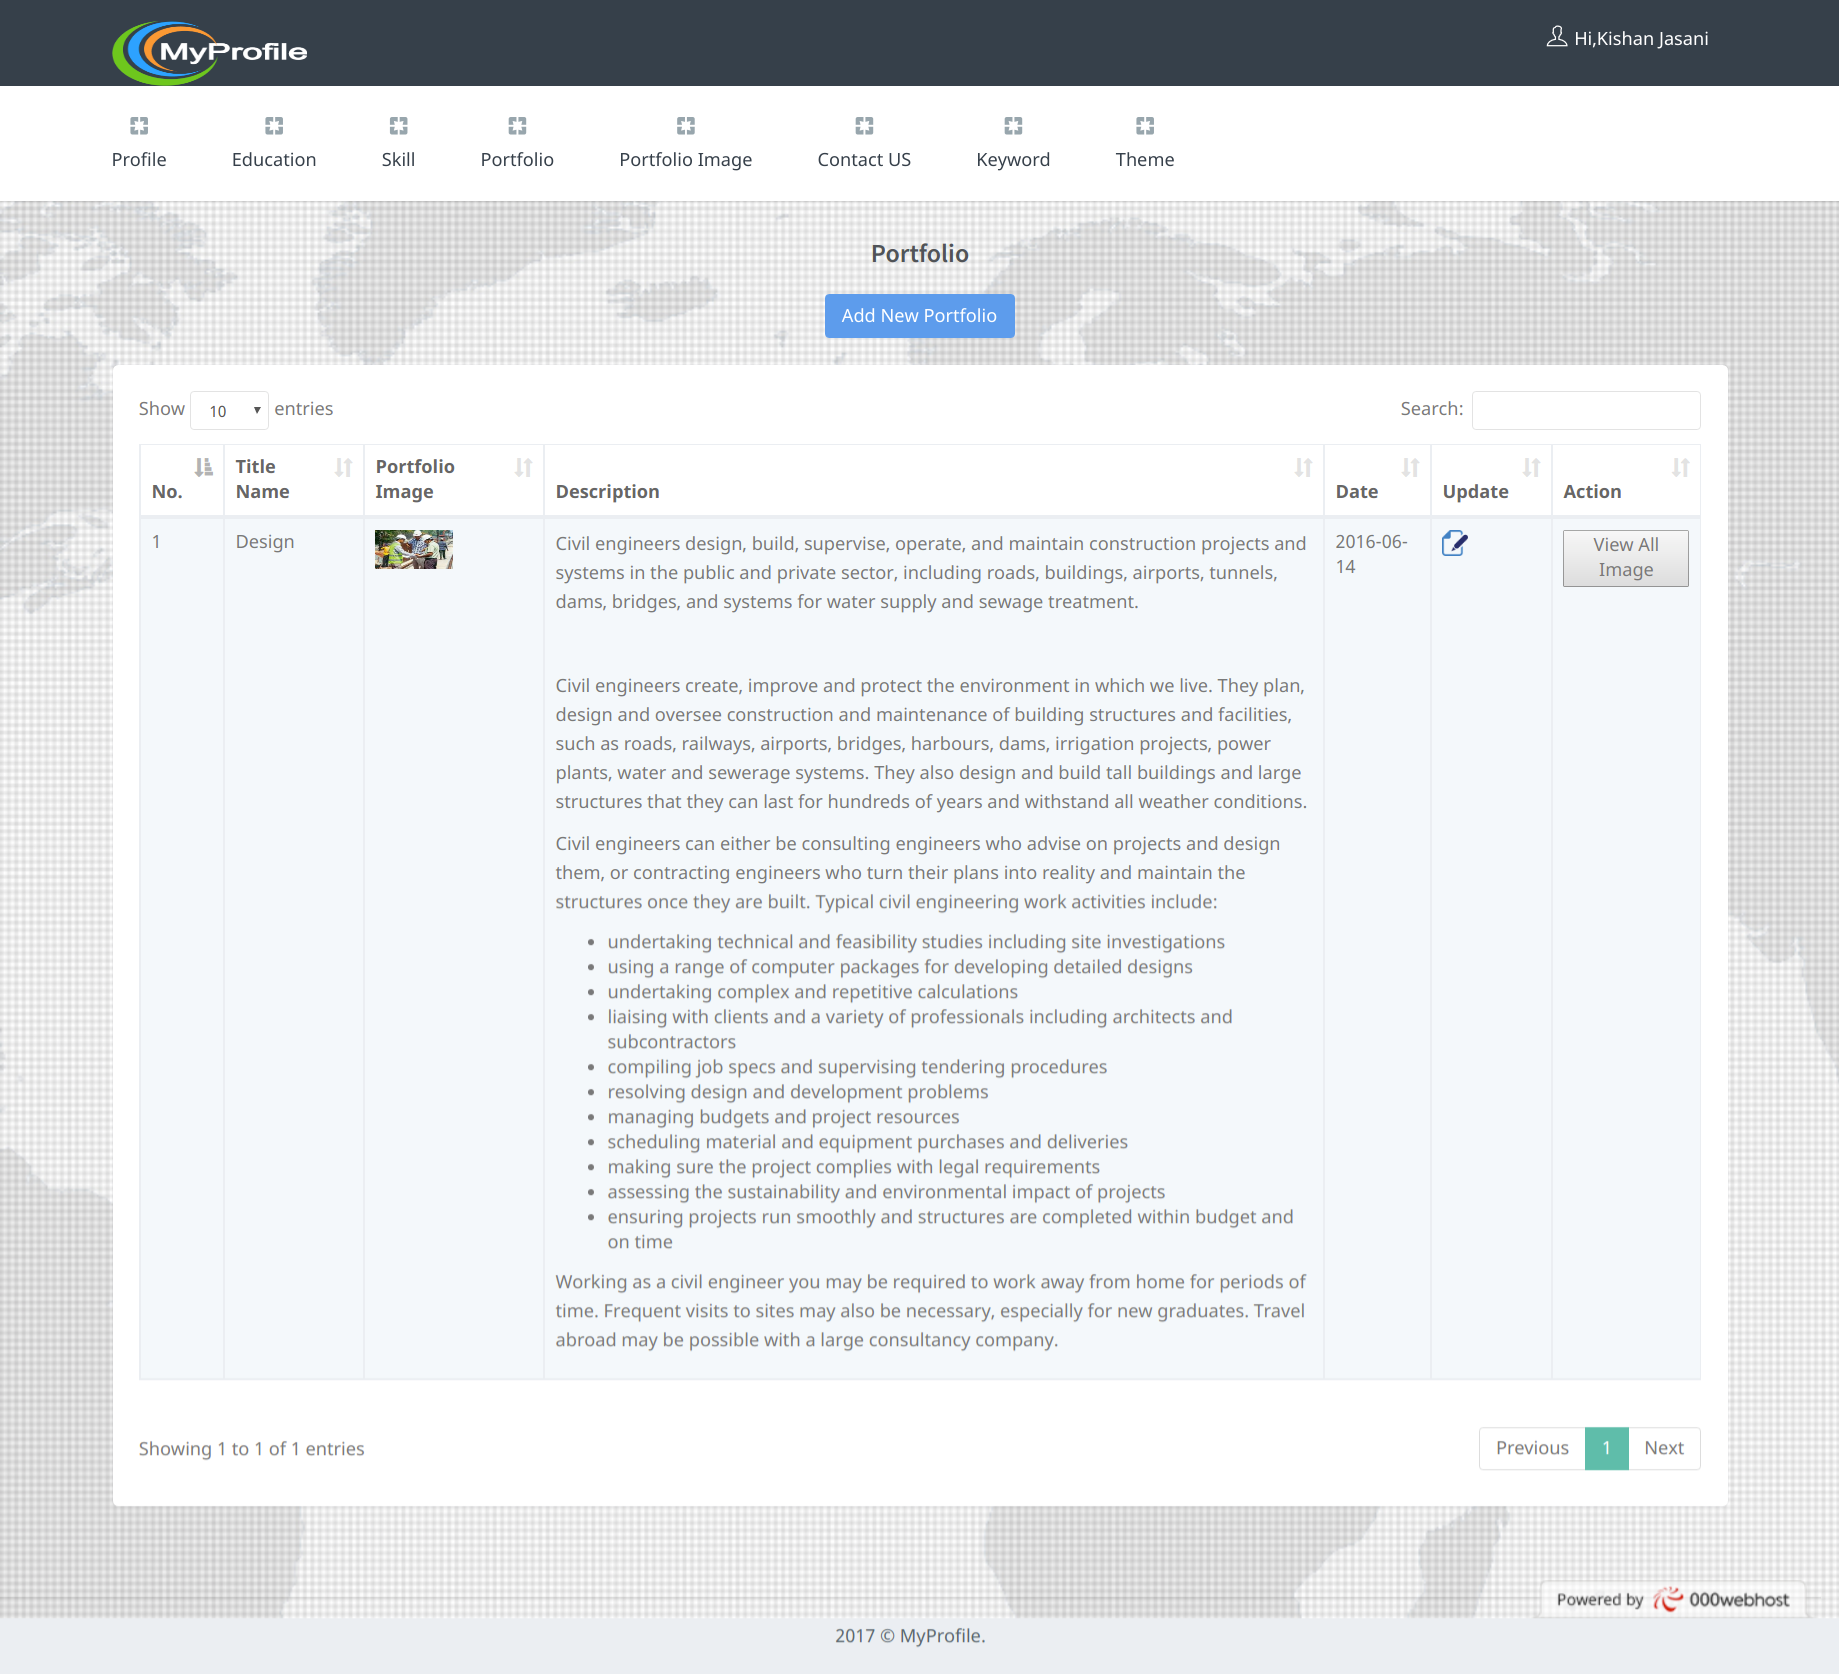 MyProfile
Hi,Kishan Jasani
Profile
Education
Skill
Portfolio
Portfolio Image
Contact US
Keyword
Theme
Portfolio
Add New Portfolio
Show 10 entries
Search:
No.
Title Name
Portfolio Image
Description
Date
Update
Action
1
Design
Civil engineers design, build, supervise, operate, and maintain construction projects and
systems in the public and private sector, including roads, buildings, airports, tunnels,
dams, bridges, and systems for water supply and sewage treatment.
2016-06-
14
View All
Image
Civil engineers create, improve and protect the environment in which we live. They plan,
design and oversee construction and maintenance of building structures and facilities,
such as roads, railways, airports, bridges, harbours, dams, irrigation projects, power
plants, water and sewerage systems. They also design and build tall buildings and large
structures that they can last for hundreds of years and withstand all weather conditions.
Civil engineers can either be consulting engineers who advise on projects and design
them, or contracting engineers who turn their plans into reality and maintain the
structures once they are built. Typical civil engineering work activities include:
• undertaking technical and feasibility studies including site investigations
• using a range of computer packages for developing detailed designs
• undertaking complex and repetitive calculations
• liaising with clients and a variety of professionals including architects and
subcontractors
• compiling job specs and supervising tendering procedures
• resolving design and development problems
• managing budgets and project resources
• scheduling material and equipment purchases and deliveries
• making sure the project complies with legal requirements
• assessing the sustainability and environmental impact of projects
• ensuring projects run smoothly and structures are completed within budget and
on time
Working as a civil engineer you may be required to work away from home for periods of
time. Frequent visits to sites may also be necessary, especially for new graduates. Travel
abroad may be possible with a large consultancy company.
Showing 1 to 1 of 1 entries
Previous 1 Next
Powered by 000webhost
2017 © MyProfile.